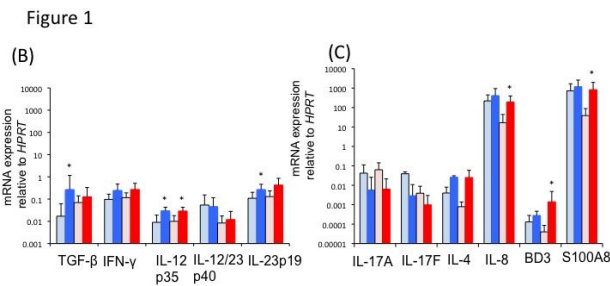 Figure 1
(B)
mRNA expression
relative to HPRT
10000
1000
100
10
1
0.1
0.01
0.001
* * * *
TGF-β IFN-γ IL-12 IL-12/23 IL-23p19
p35 p40
(C)
mRNA expression
relative to HPRT
10000
1000
100
10
1
0.1
0.01
0.001
0.0001
0.00001
* * *
IL-17A IL-17F IL-4 IL-8 BD3 S100A8